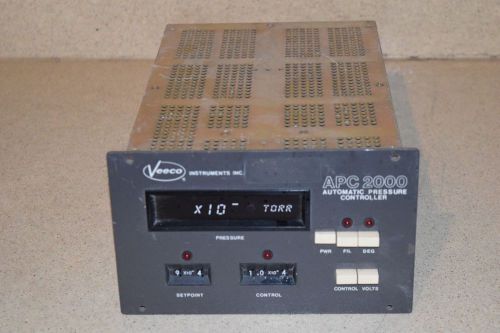 Veeco INSTRUMENTS INC.
APC 2000
AUTOMATIC PRESSURE
CONTROLLER
X10 - TORR
PRESSURE
PWR FIL DEG
9 X10⁻ 4
1.0 X10⁻ 4
CONTROL VOLTS
SETPOINT
CONTROL